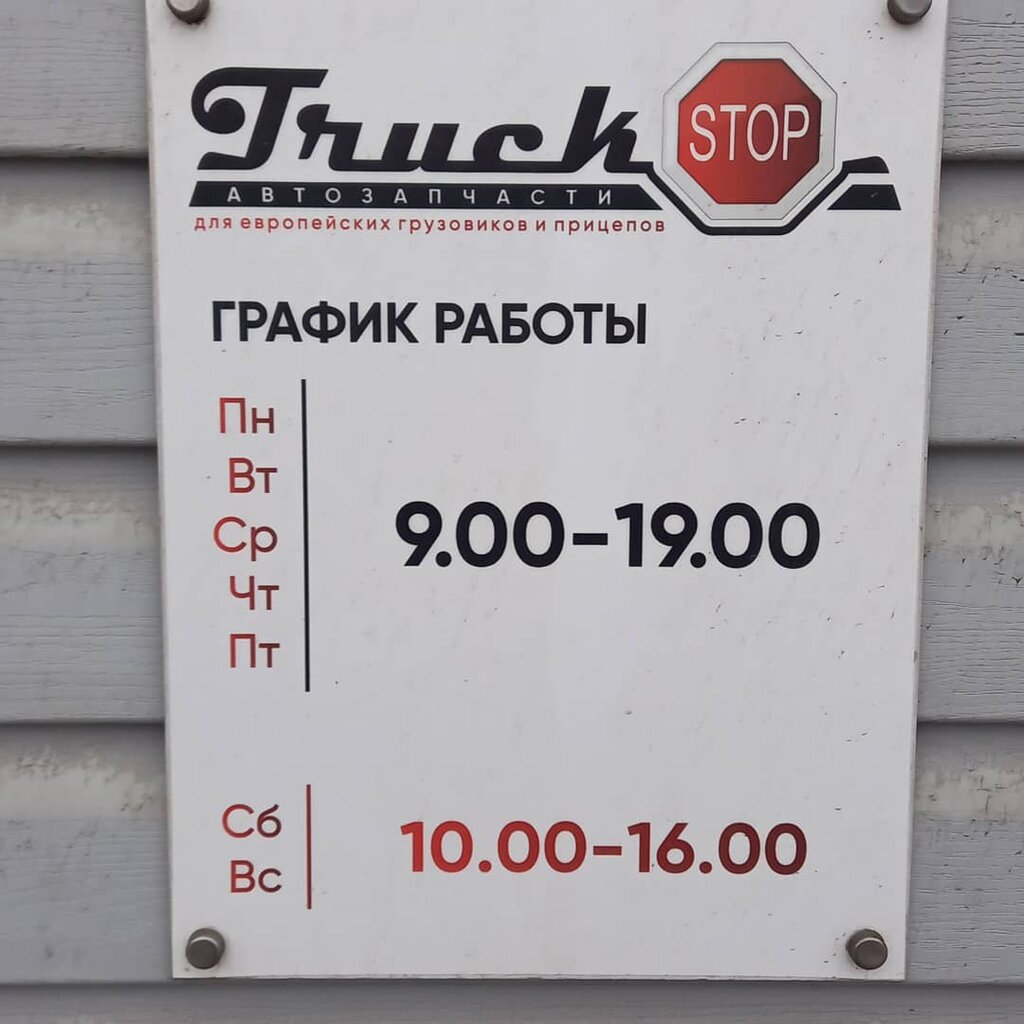 Truck STOP
АВТОЗАПЧАСТИ
для европейских грузовиков и прицепов
ГРАФИК РАБОТЫ
Пн
Вт
Ср 9.00-19.00
Чт
Пт
Сб
Вс 10.00-16.00